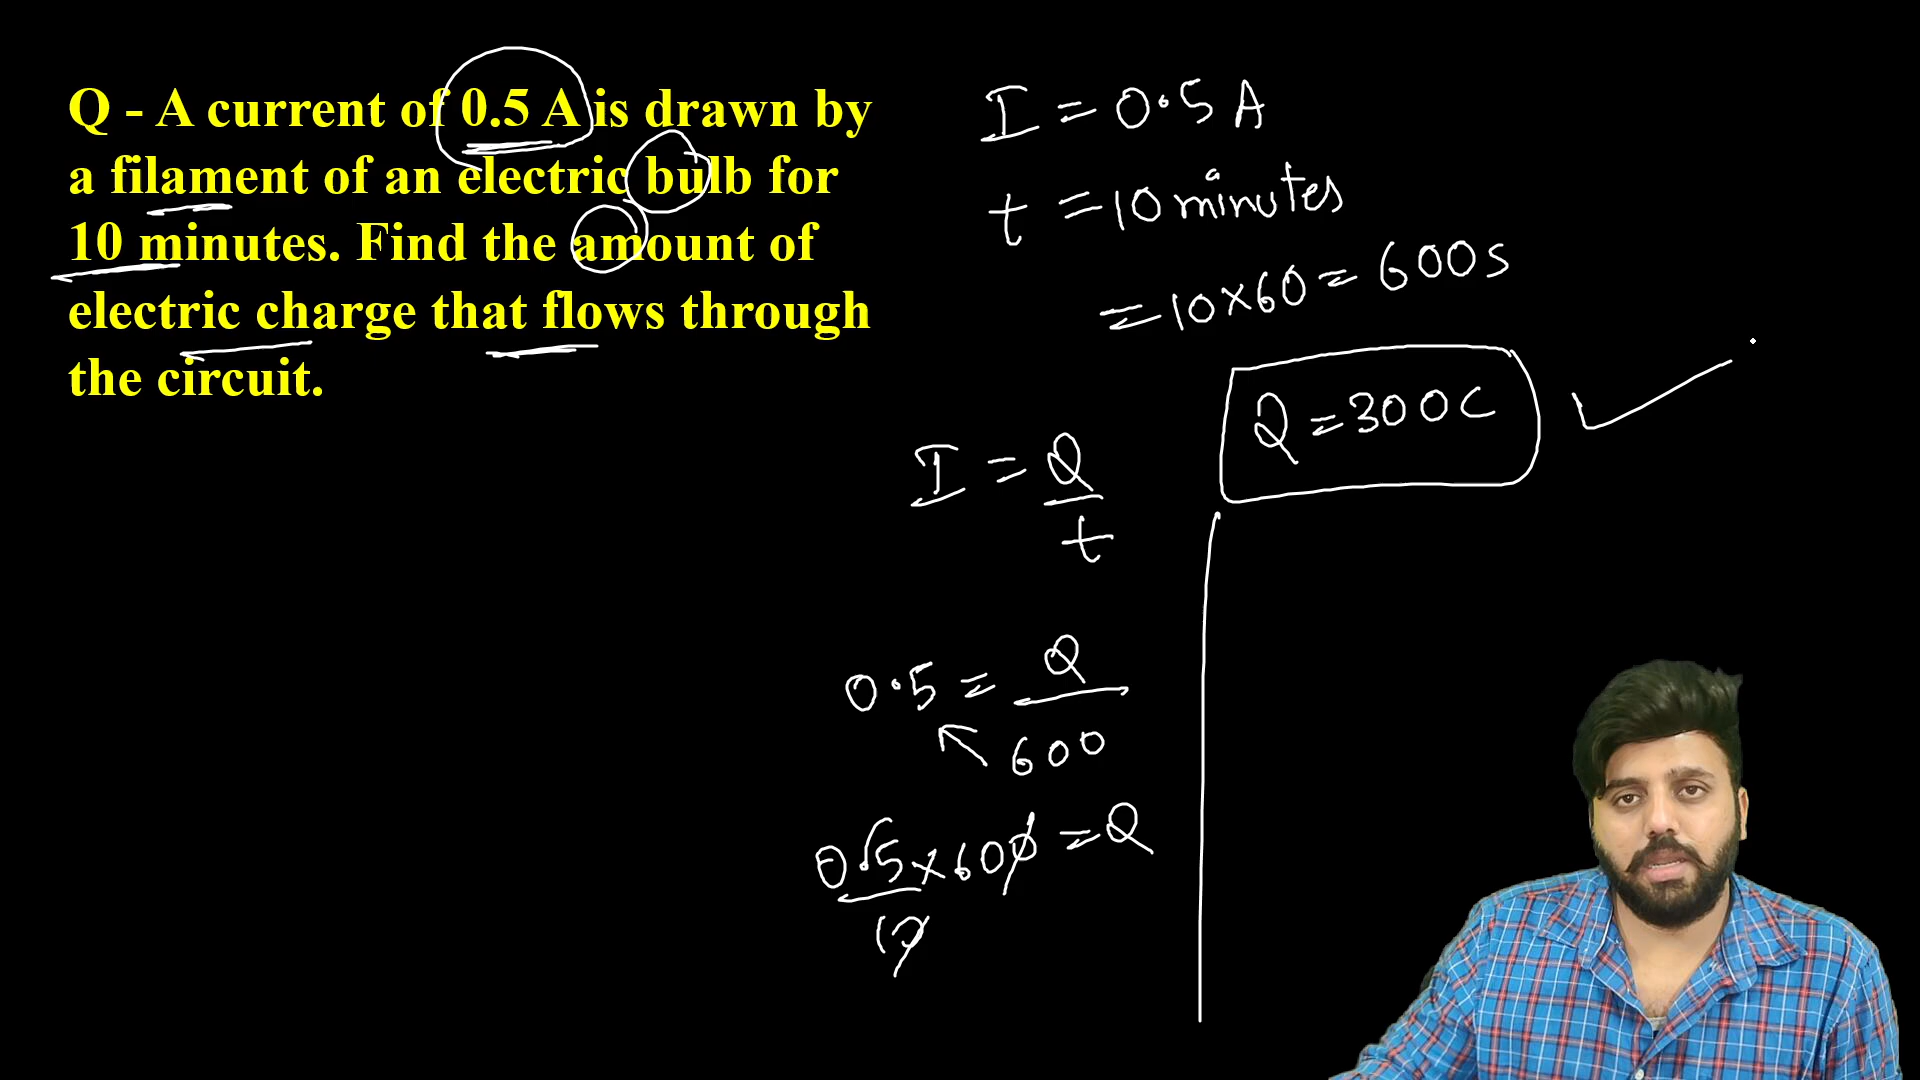 Q - A current of 0.5 A is drawn by
a filament of an electric bulb for
10 minutes. Find the amount of
electric charge that flows through
the circuit.
I = 0.5 A
t = 10 minutes
= 10 x 60 = 600 s
Q = 300 C
I = Q
t
0.5 = Q
600
0.5 x 600 = Q
10